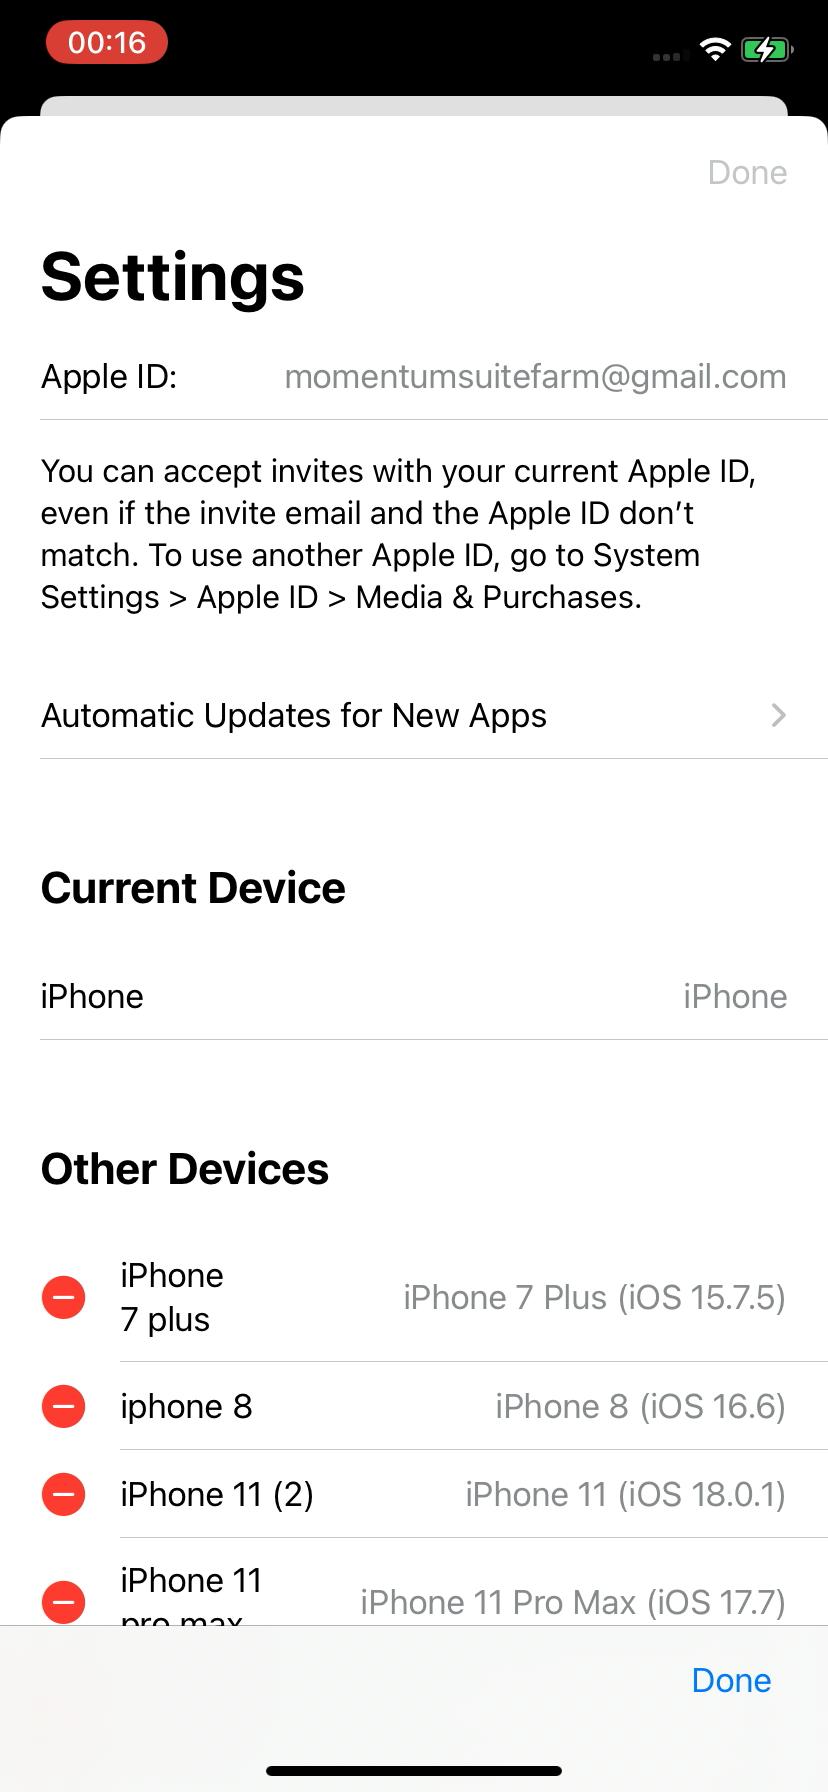 00:16
Done
Settings
Apple ID: momentumsuitefarm@gmail.com
You can accept invites with your current Apple ID,
even if the invite email and the Apple ID don’t
match. To use another Apple ID, go to System
Settings > Apple ID > Media & Purchases.
Automatic Updates for New Apps
Current Device
iPhone iPhone
Other Devices
iPhone
7 plus
iPhone 7 Plus (iOS 15.7.5)
iphone 8 iPhone 8 (iOS 16.6)
iPhone 11 (2) iPhone 11 (iOS 18.0.1)
iPhone 11
pro max
iPhone 11 Pro Max (iOS 17.7)
Done